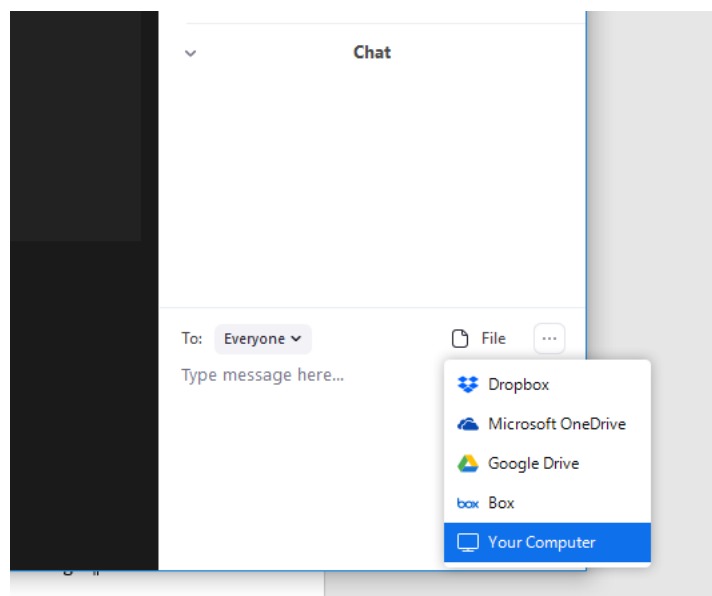 Chat
To: Everyone File ...
Type message here...
Dropbox
Microsoft OneDrive
Google Drive
box Box
Your Computer